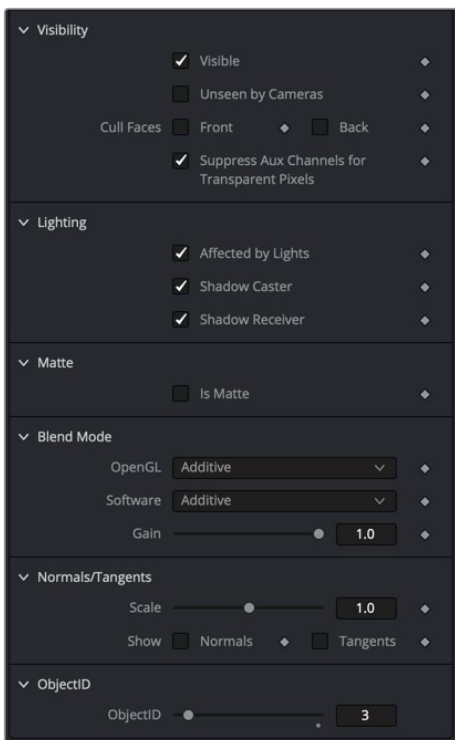 Visibility
Visible
Unseen by Cameras
Cull Faces Front Back
Suppress Aux Channels for
Transparent Pixels
Lighting
Affected by Lights
Shadow Caster
Shadow Receiver
Matte
Is Matte
Blend Mode
OpenGL Additive
Software Additive
Gain 1.0
Normals/Tangents
Scale 1.0
Show Normals Tangents
ObjectID
ObjectID 3